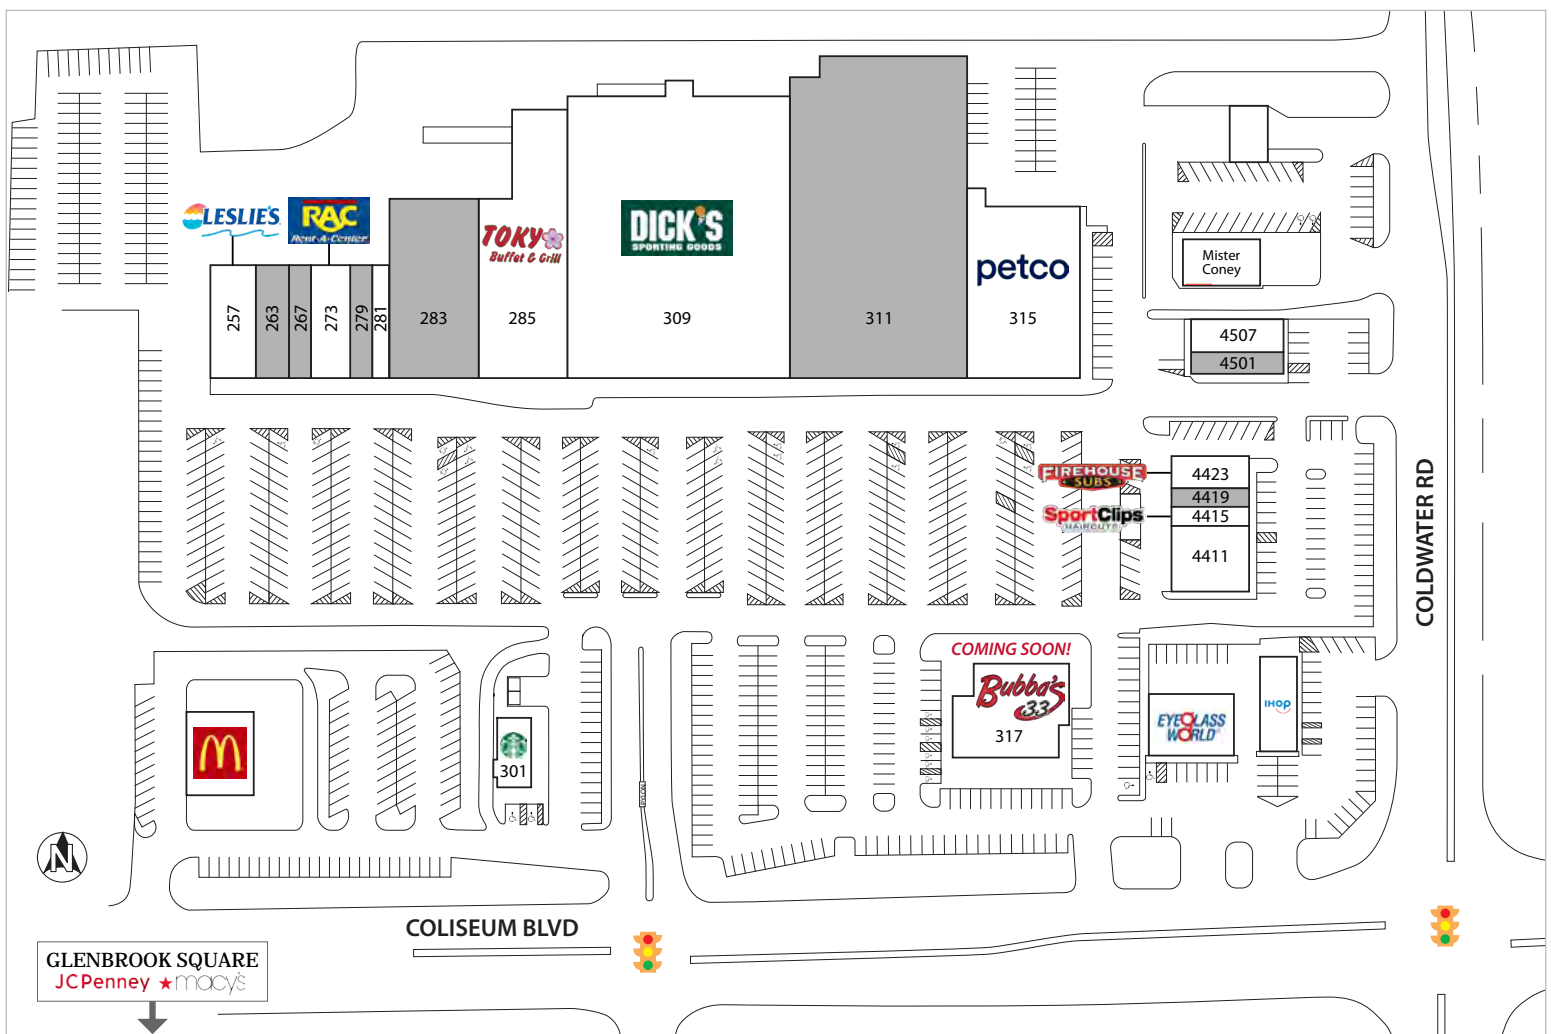 LESLIE'S
RAC
Rent-A-Center
TOKYO
Buffet & Grill
DICK'S
SPORTING GOODS
petco
Mister
Coney
257
263
267
273
279
281
283
285
309
311
315
4507
4501
FIREHOUSE
SUBS
4423
4419
SportClips
HAIRCUTS
4415
4411
COLDWATER RD
COMING SOON!
Bubba's
33
317
EYEGLASS
WORLD
IHOP
301
PYLON
N
COLISEUM BLVD
GLENBROOK SQUARE
JCPenney ★macy's